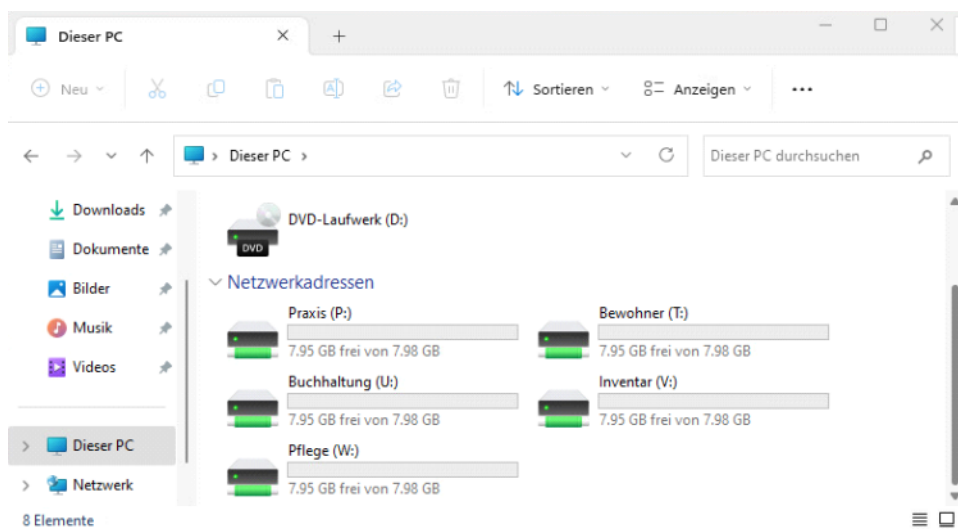 Dieser PC
Neu
Sortieren
Anzeigen
Dieser PC
Dieser PC durchsuchen
Downloads
Dokumente
Bilder
Musik
Videos
Dieser PC
Netzwerk
DVD-Laufwerk (D:)
DVD
Netzwerkadressen
Praxis (P:)
7.95 GB frei von 7.98 GB
Bewohner (T:)
7.95 GB frei von 7.98 GB
Buchhaltung (U:)
7.95 GB frei von 7.98 GB
Inventar (V:)
7.95 GB frei von 7.98 GB
Pflege (W:)
7.95 GB frei von 7.98 GB
8 Elemente